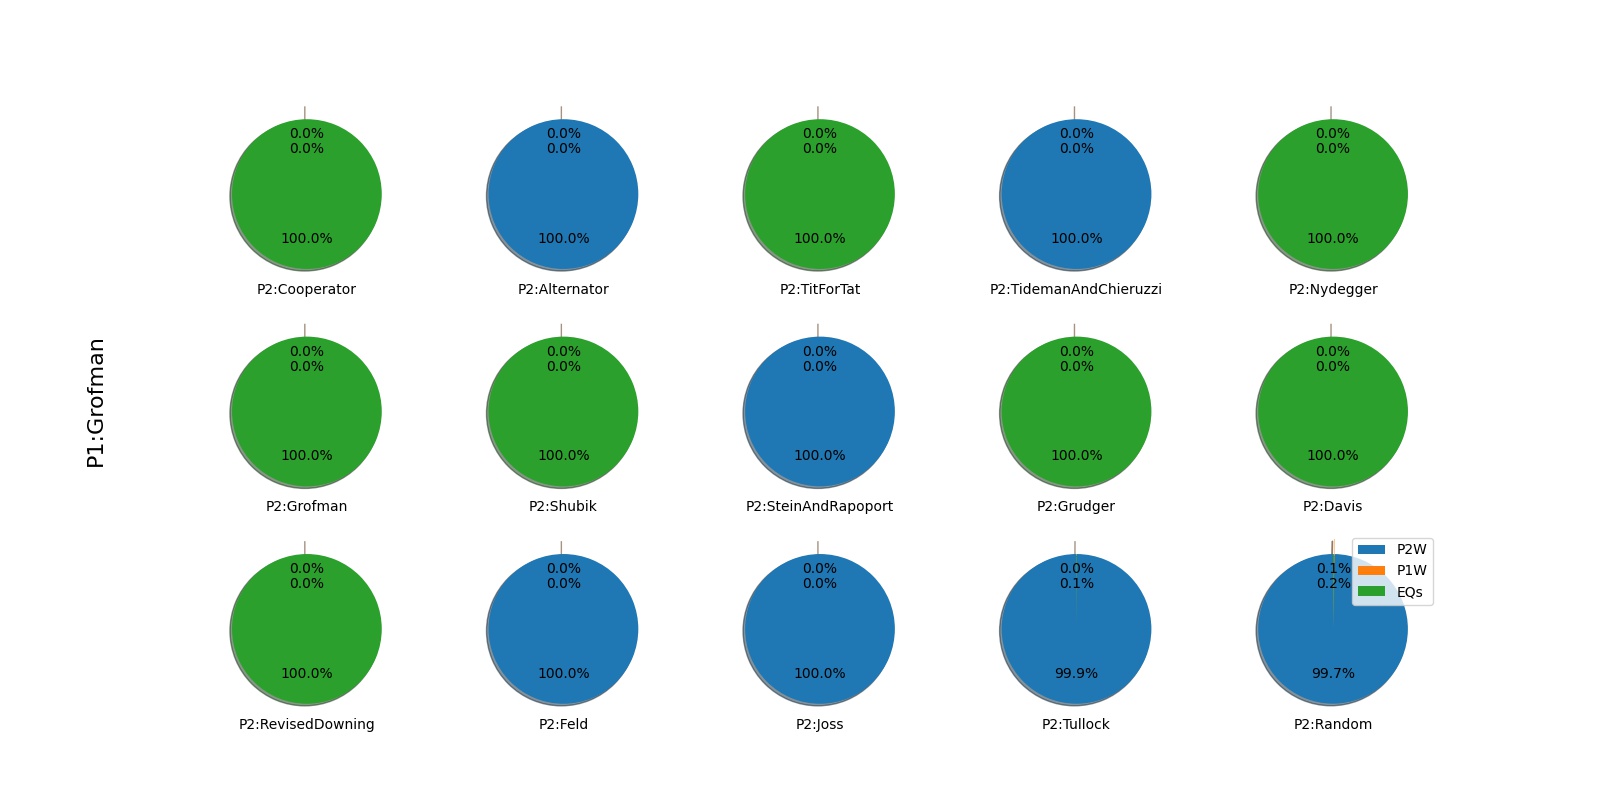 0.0%
0.0%
100.0%
P2:Cooperator
0.0%
0.0%
100.0%
P2:Alternator
0.0%
0.0%
100.0%
P2:TitForTat
0.0%
0.0%
100.0%
P2:TidemanAndChieruzzi
0.0%
0.0%
100.0%
P2:Nydegger
P1:Grofman
0.0%
0.0%
100.0%
P2:Grofman
0.0%
0.0%
100.0%
P2:Shubik
0.0%
0.0%
100.0%
P2:SteinAndRapoport
0.0%
0.0%
100.0%
P2:Grudger
0.0%
0.0%
100.0%
P2:Davis
0.0%
0.0%
100.0%
P2:RevisedDowning
0.0%
0.0%
100.0%
P2:Feld
0.0%
0.0%
100.0%
P2:Joss
0.0%
0.1%
99.9%
P2:Tullock
0.1%
0.2%
99.7%
P2:Random
P2W
P1W
EQs